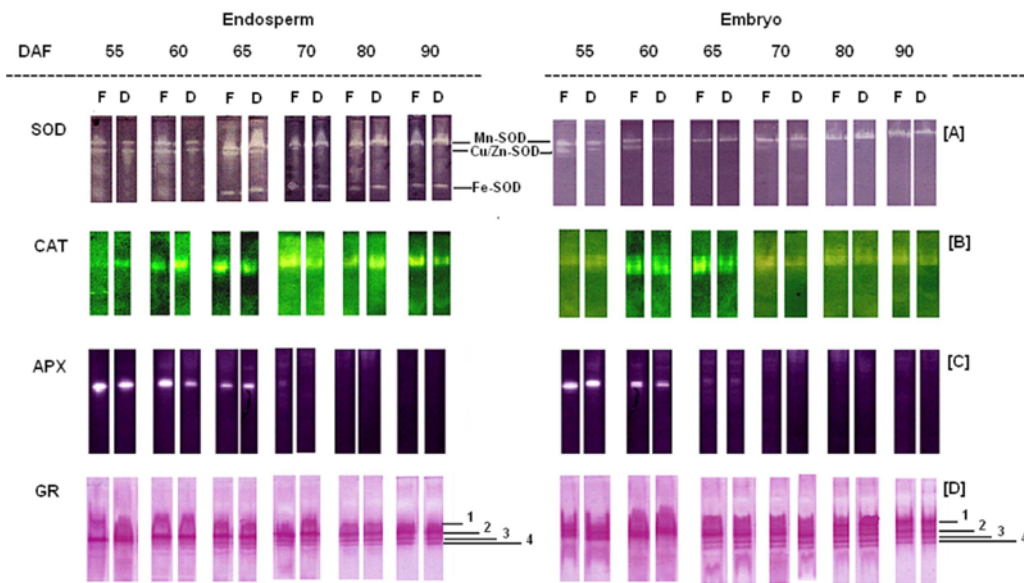 Endosperm Embryo
DAF 55 60 65 70 80 90 55 60 65 70 80 90
F D F D F D F D F D F D F D F D F D F D F D F D
SOD Mn-SOD [A]
Cu/Zn-SOD
Fe-SOD
CAT [B]
APX [C]
GR [D]
1 1
2 2
3 3
4 4